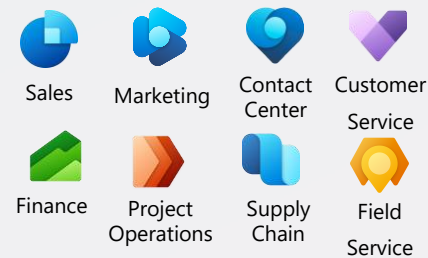 Sales
Marketing
Contact
Center
Customer
Service
Finance
Project
Operations
Supply
Chain
Field
Service